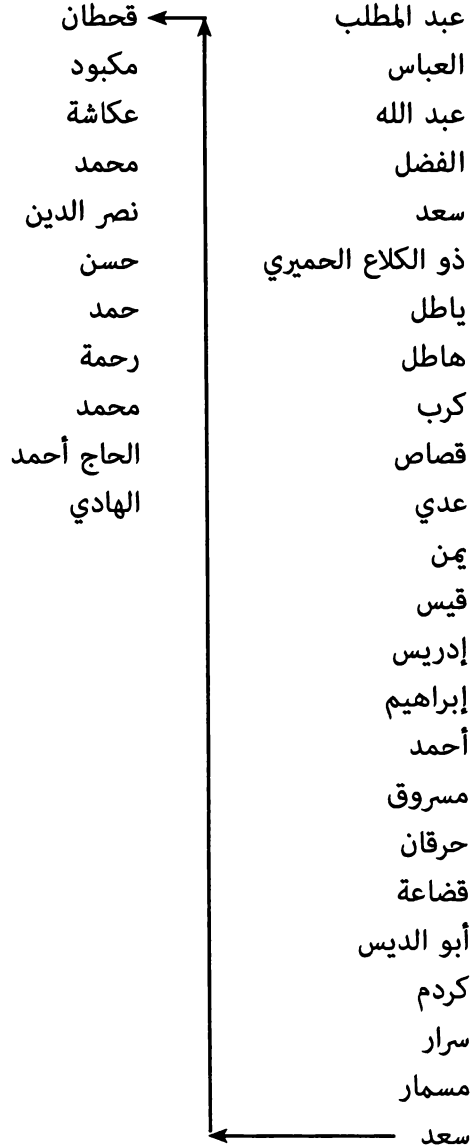 عبد المطلب
العباس
عبد الله
الفضل
سعد
ذو الكلاع الحميري
ياطل
هاطل
كرب
قصاص
عدي
يمن
قيس
إدريس
إبراهيم
أحمد
مسروق
حرقان
قضاعة
أبو الديس
كردم
سرار
مسمار
سعد
قحطان
مكبود
عكاشة
محمد
نصر الدين
حسن
حمد
رحمة
محمد
الحاج أحمد
الهادي